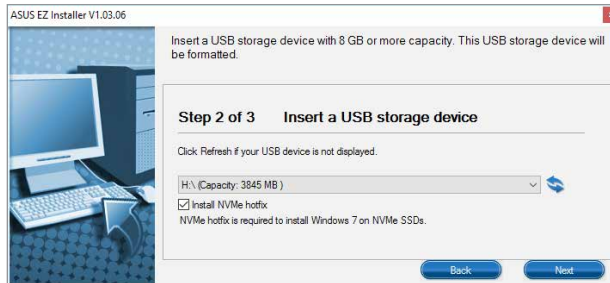 ASUS EZ Installer V1.03.06
Insert a USB storage device with 8 GB or more capacity. This USB storage device will
be formatted.
Step 2 of 3 Insert a USB storage device
Click Refresh if your USB device is not displayed.
H:\ (Capacity: 3845 MB )
Install NVMe hotfix
NVMe hotfix is required to install Windows 7 on NVMe SSDs.
Back Next